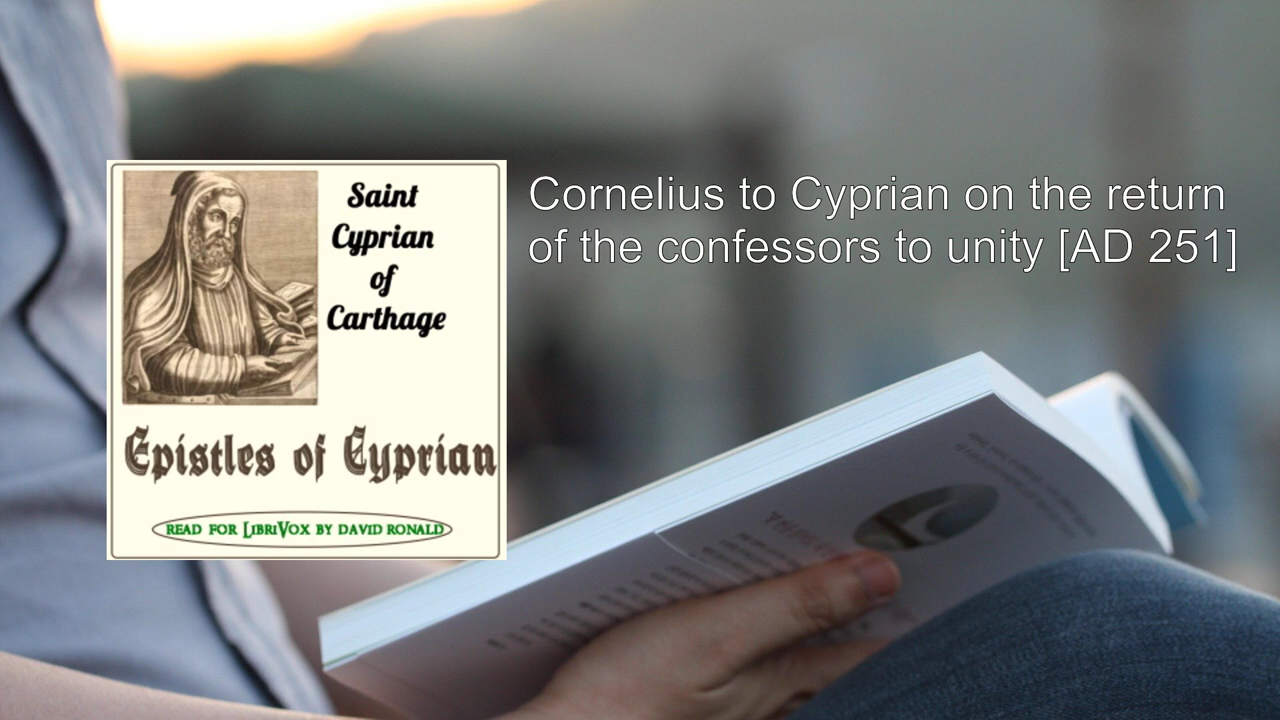 Saint
Cyprian
of
Carthage
Epistles of Cyprian
READ FOR LIBRIVOX BY DAVID RONALD
Cornelius to Cyprian on the return
of the confessors to unity [AD 251]